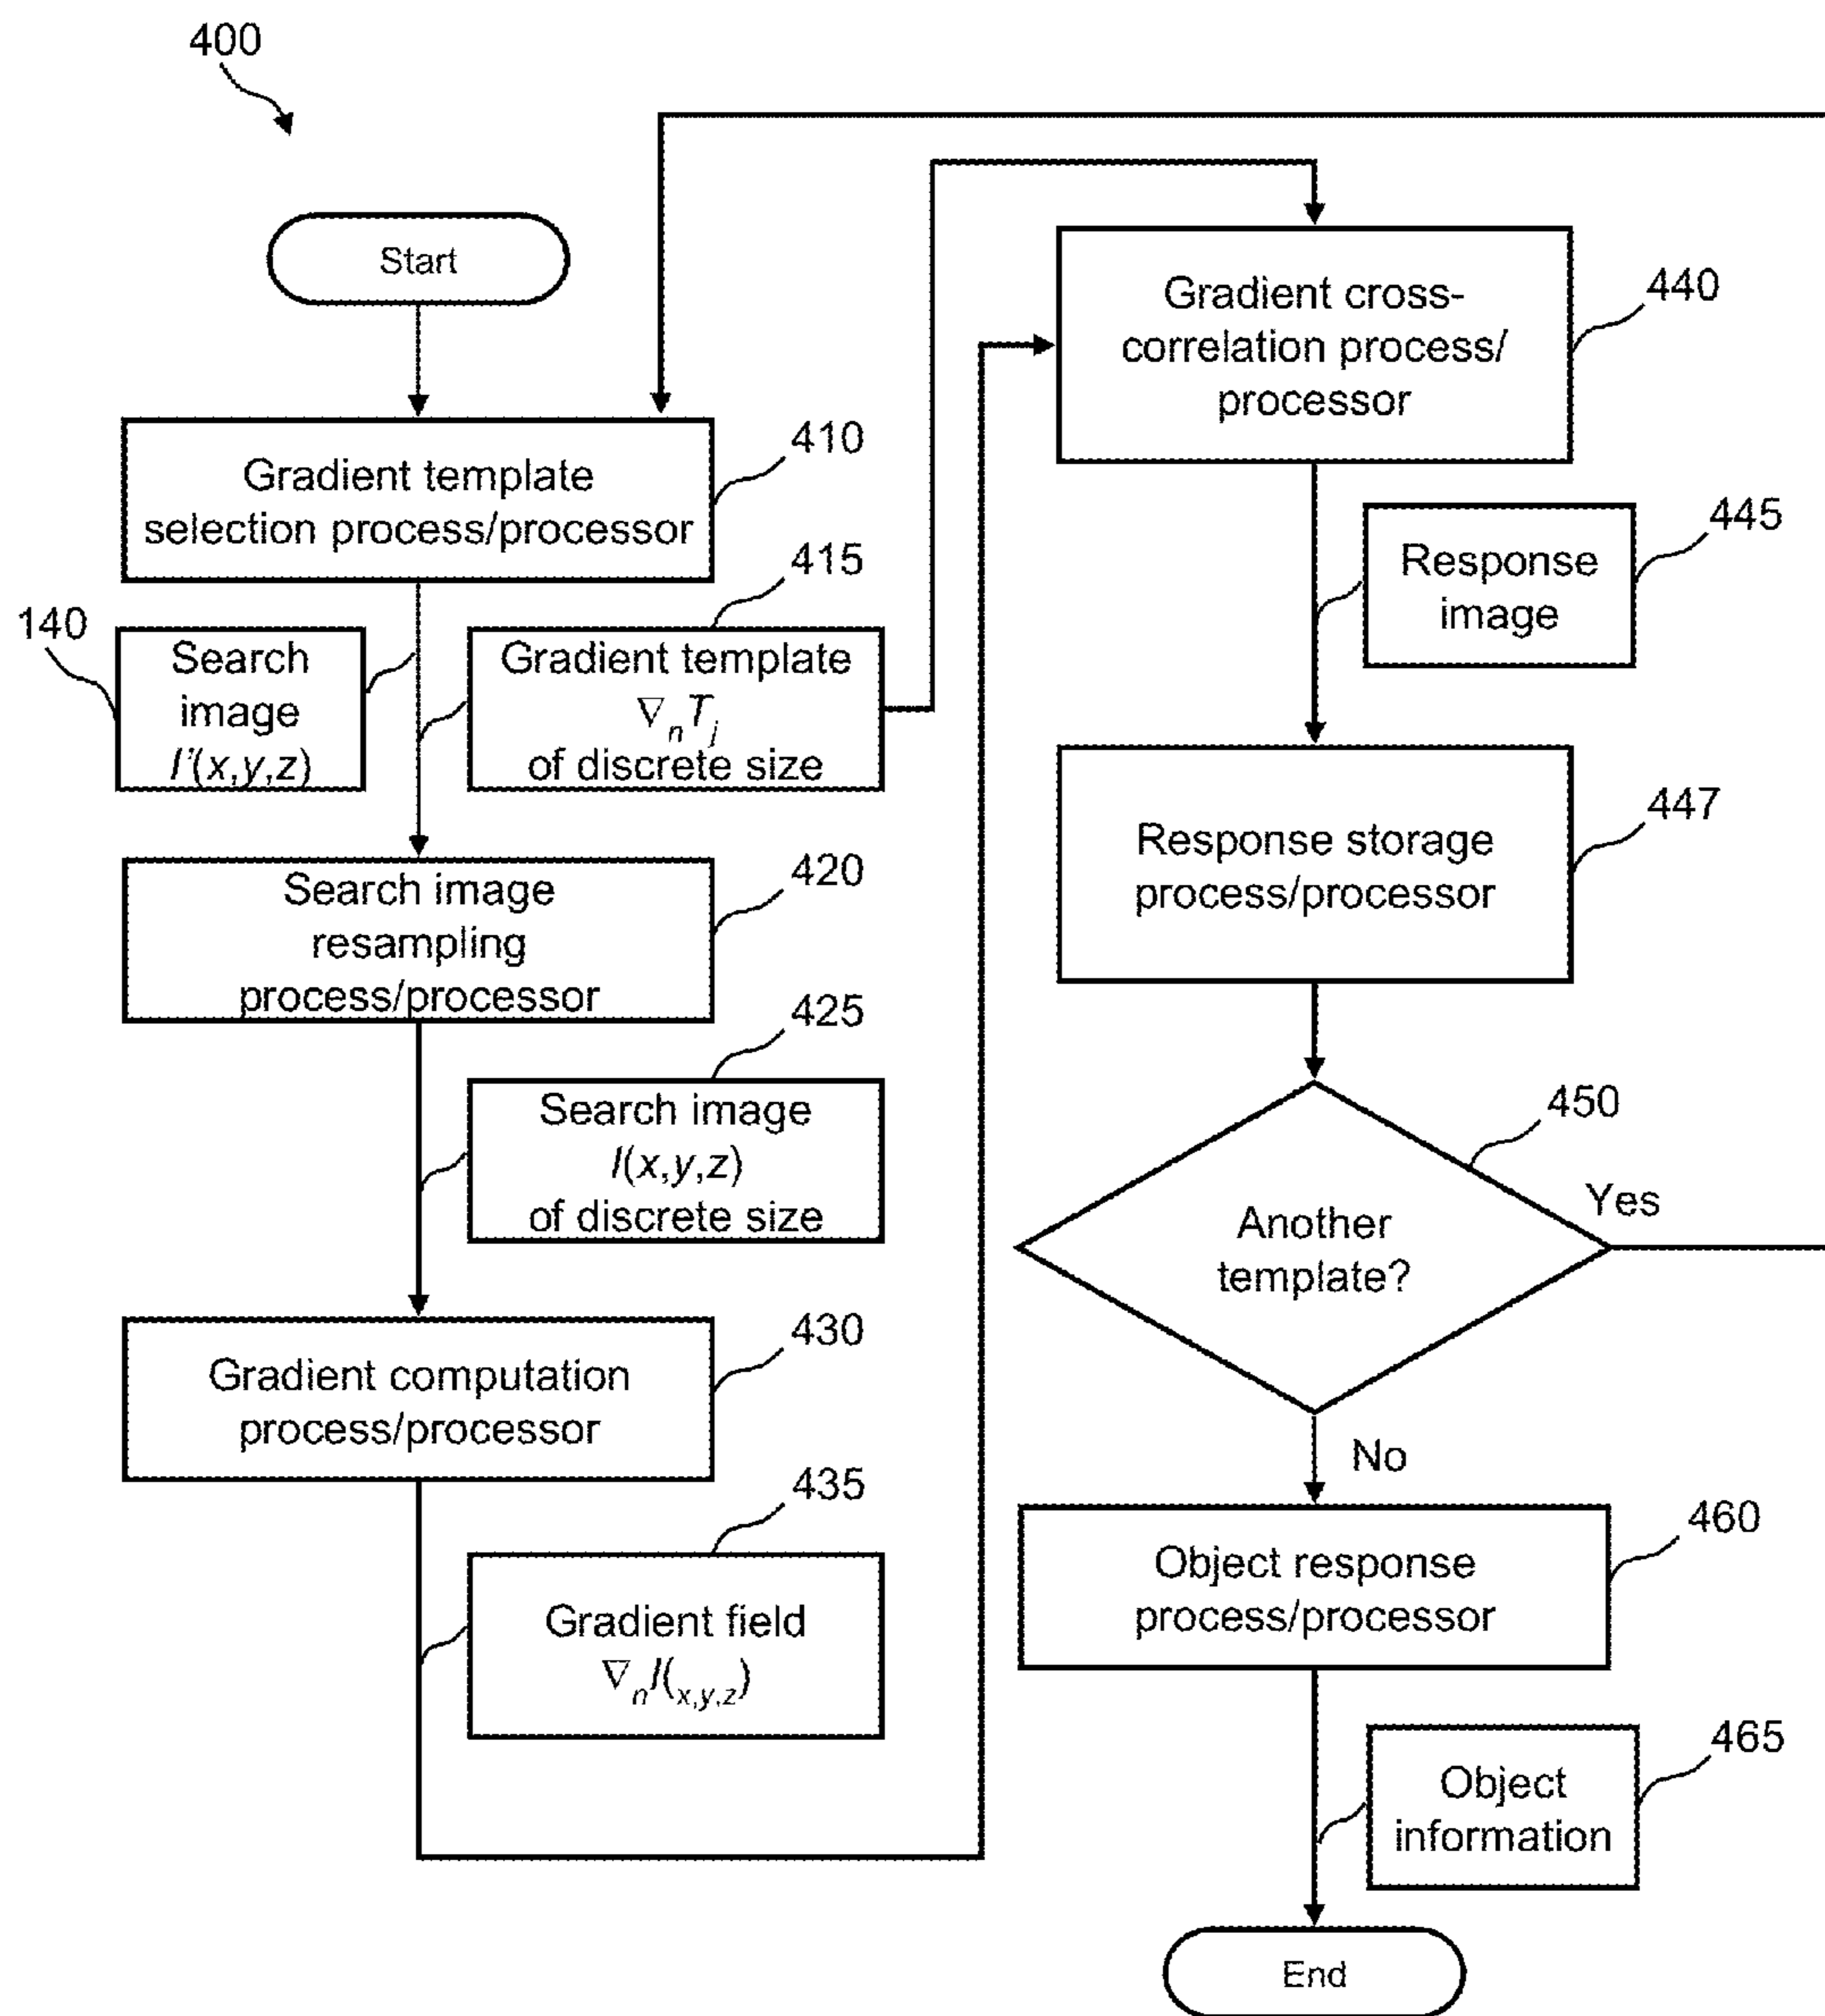 400
Start
Gradient template
selection process/processor
410
415
140
Search
image
I'(x,y,z)
Gradient template
∇nTj
of discrete size
Search image
resampling
process/processor
420
425
Search image
I(x,y,z)
of discrete size
Gradient computation
process/processor
430
435
Gradient field
∇nI(x,y,z)
Gradient cross-
correlation process/
processor
440
Response
image
445
Response storage
process/processor
447
Another
template?
450
Yes
No
Object response
process/processor
460
Object
information
465
End